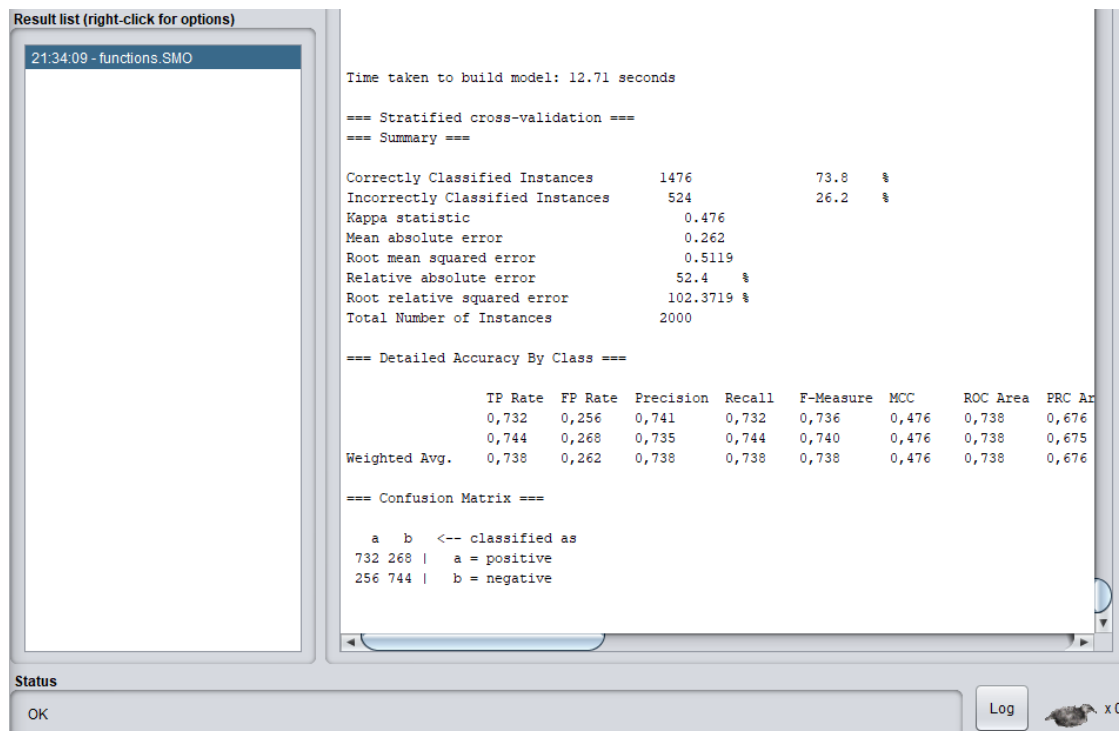 Result list (right-click for options)
21:34:09 - functions.SMO
Time taken to build model: 12.71 seconds
=== Stratified cross-validation ===
=== Summary ===
Correctly Classified Instances 1476 73.8 %
Incorrectly Classified Instances 524 26.2 %
Kappa statistic 0.476
Mean absolute error 0.262
Root mean squared error 0.5119
Relative absolute error 52.4 %
Root relative squared error 102.3719 %
Total Number of Instances 2000
=== Detailed Accuracy By Class ===
TP Rate FP Rate Precision Recall F-Measure MCC ROC Area PRC Ar
0,732 0,256 0,741 0,732 0,736 0,476 0,738 0,676
0,744 0,268 0,735 0,744 0,740 0,476 0,738 0,675
Weighted Avg. 0,738 0,262 0,738 0,738 0,738 0,476 0,738 0,676
=== Confusion Matrix ===
a b <-- classified as
732 268 | a = positive
256 744 | b = negative
Status
OK
Log
x 0